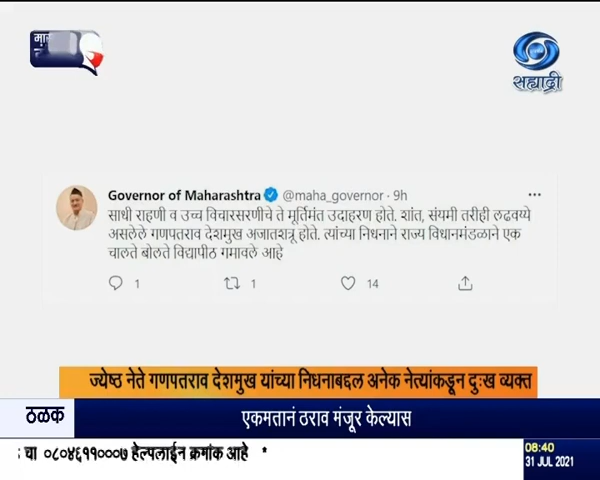 सह्याद्री
Governor of Maharashtra @maha_governor · 9h
साधी राहणी व उच्च विचारसरणीचे ते मूर्तिमंत उदाहरण होते. शांत, संयमी तरीही लढवय्ये
असलेले गणपतराव देशमुख अजातशत्रू होते. त्यांच्या निधनाने राज्य विधानमंडळाने एक
चालते बोलते विद्यापीठ गमावले आहे
1 1 14
ज्येष्ठ नेते गणपतराव देशमुख यांच्या निधनाबद्दल अनेक नेत्यांकडून दुःख व्यक्त
ठळक एकमतानं ठराव मंजूर केल्यास
चा ०८०४६११०००७ हेल्पलाईन क्रमांक आहे *
08:40
31 JUL 2021